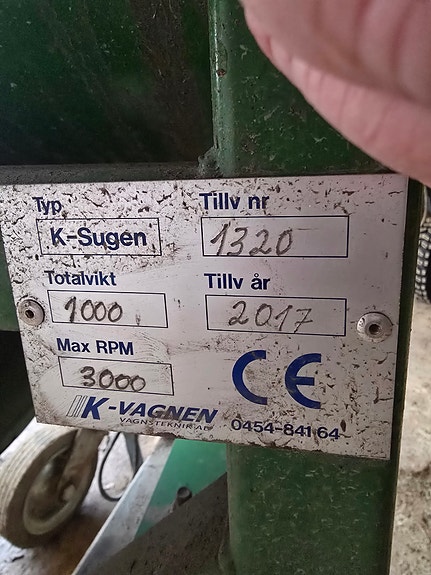 Typ
K-Sugen
Tillv nr
1320
Totalvikt
1000
Tillv år
2017
Max RPM
3000
CE
K-VAGNEN
VAGNSTEKNIK AB
0454-841 64